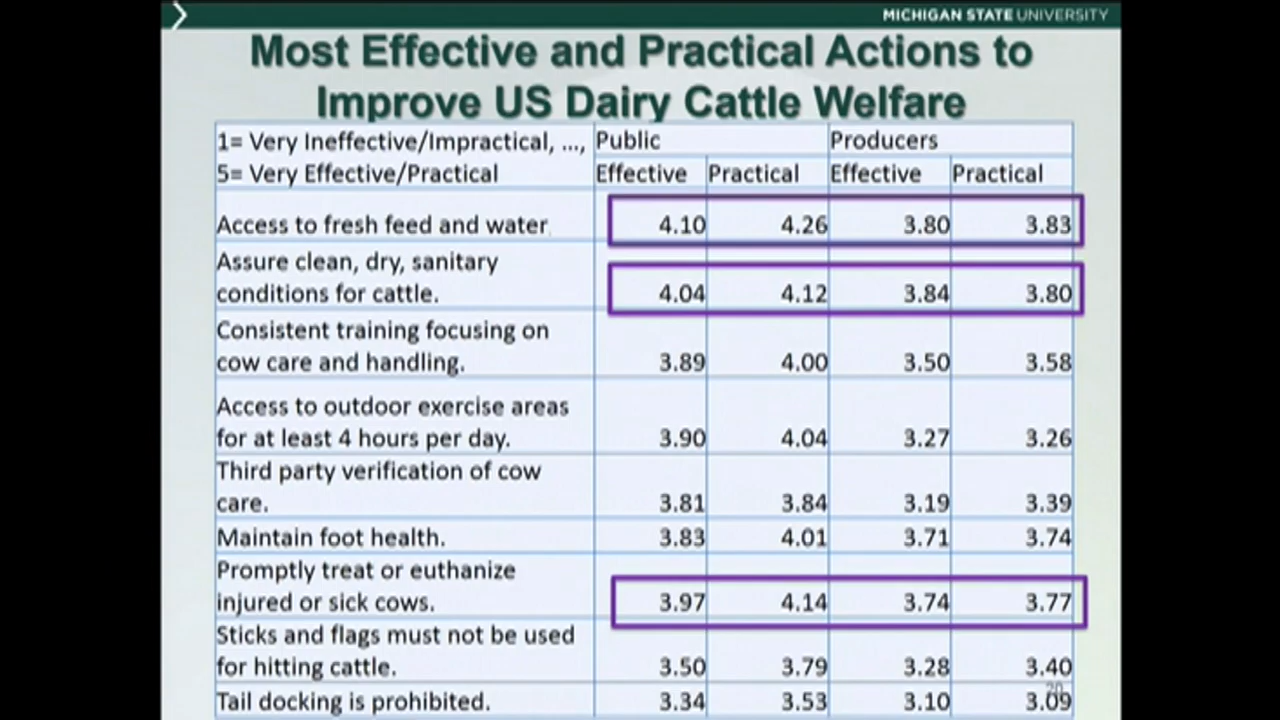 MICHIGAN STATE UNIVERSITY
Most Effective and Practical Actions to
Improve US Dairy Cattle Welfare
1= Very Ineffective/Impractical, ..., Public Producers
5= Very Effective/Practical Effective Practical Effective Practical
Access to fresh feed and water 4.10 4.26 3.80 3.83
Assure clean, dry, sanitary
conditions for cattle. 4.04 4.12 3.84 3.80
Consistent training focusing on
cow care and handling. 3.89 4.00 3.50 3.58
Access to outdoor exercise areas
for at least 4 hours per day. 3.90 4.04 3.27 3.26
Third party verification of cow
care. 3.81 3.84 3.19 3.39
Maintain foot health. 3.83 4.01 3.71 3.74
Promptly treat or euthanize
injured or sick cows. 3.97 4.14 3.74 3.77
Sticks and flags must not be used
for hitting cattle. 3.50 3.79 3.28 3.40
20
Tail docking is prohibited. 3.34 3.53 3.10 3.09